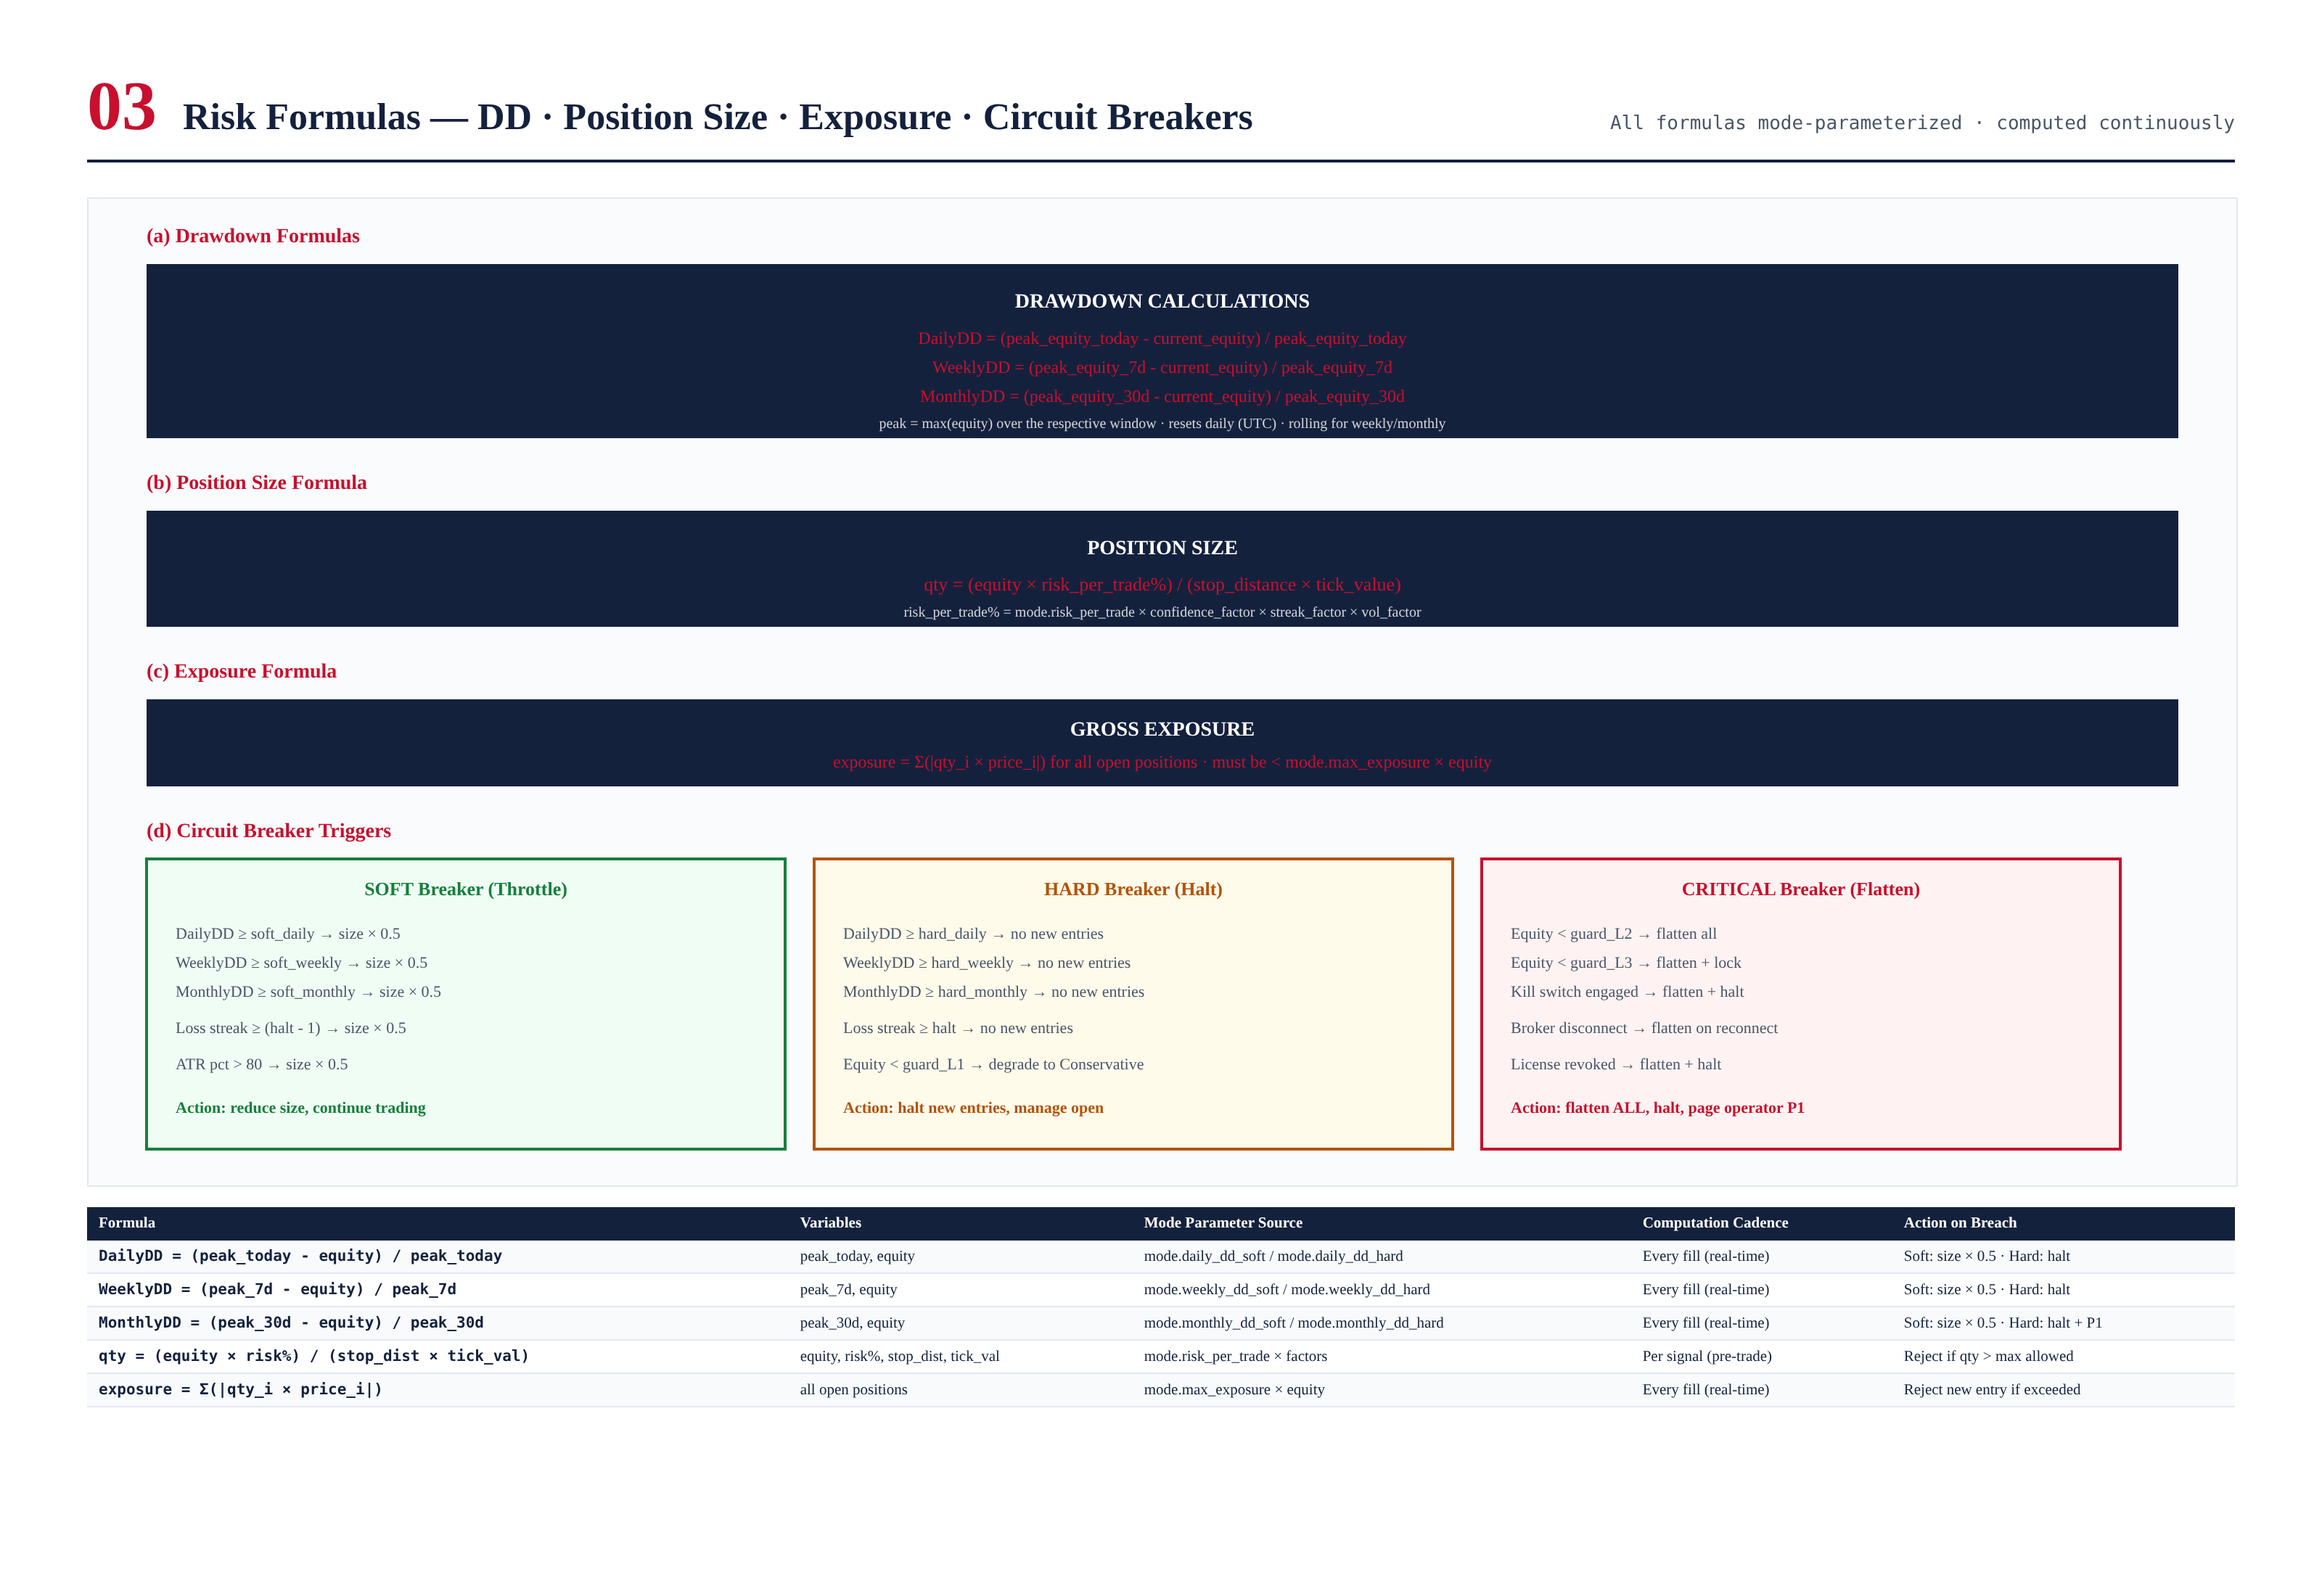 03 Risk Formulas — DD · Position Size · Exposure · Circuit Breakers
All formulas mode-parameterized · computed continuously
(a) Drawdown Formulas
DRAWDOWN CALCULATIONS
DailyDD = (peak_equity_today - current_equity) / peak_equity_today
WeeklyDD = (peak_equity_7d - current_equity) / peak_equity_7d
MonthlyDD = (peak_equity_30d - current_equity) / peak_equity_30d
peak = max(equity) over the respective window · resets daily (UTC) · rolling for weekly/monthly
(b) Position Size Formula
POSITION SIZE
qty = (equity × risk_per_trade%) / (stop_distance × tick_value)
risk_per_trade% = mode.risk_per_trade × confidence_factor × streak_factor × vol_factor
(c) Exposure Formula
GROSS EXPOSURE
exposure = Σ(|qty_i × price_i|) for all open positions · must be < mode.max_exposure × equity
(d) Circuit Breaker Triggers
SOFT Breaker (Throttle)
DailyDD ≥ soft_daily → size × 0.5
WeeklyDD ≥ soft_weekly → size × 0.5
MonthlyDD ≥ soft_monthly → size × 0.5
Loss streak ≥ (halt - 1) → size × 0.5
ATR pct > 80 → size × 0.5
Action: reduce size, continue trading
HARD Breaker (Halt)
DailyDD ≥ hard_daily → no new entries
WeeklyDD ≥ hard_weekly → no new entries
MonthlyDD ≥ hard_monthly → no new entries
Loss streak ≥ halt → no new entries
Equity < guard_L1 → degrade to Conservative
Action: halt new entries, manage open
CRITICAL Breaker (Flatten)
Equity < guard_L2 → flatten all
Equity < guard_L3 → flatten + lock
Kill switch engaged → flatten + halt
Broker disconnect → flatten on reconnect
License revoked → flatten + halt
Action: flatten ALL, halt, page operator P1
Formula Variables Mode Parameter Source Computation Cadence Action on Breach
DailyDD = (peak_today - equity) / peak_today peak_today, equity mode.daily_dd_soft / mode.daily_dd_hard Every fill (real-time) Soft: size × 0.5 · Hard: halt
WeeklyDD = (peak_7d - equity) / peak_7d peak_7d, equity mode.weekly_dd_soft / mode.weekly_dd_hard Every fill (real-time) Soft: size × 0.5 · Hard: halt
MonthlyDD = (peak_30d - equity) / peak_30d peak_30d, equity mode.monthly_dd_soft / mode.monthly_dd_hard Every fill (real-time) Soft: size × 0.5 · Hard: halt + P1
qty = (equity × risk%) / (stop_dist × tick_val) equity, risk%, stop_dist, tick_val mode.risk_per_trade × factors Per signal (pre-trade) Reject if qty > max allowed
exposure = Σ(|qty_i × price_i|) all open positions mode.max_exposure × equity Every fill (real-time) Reject new entry if exceeded